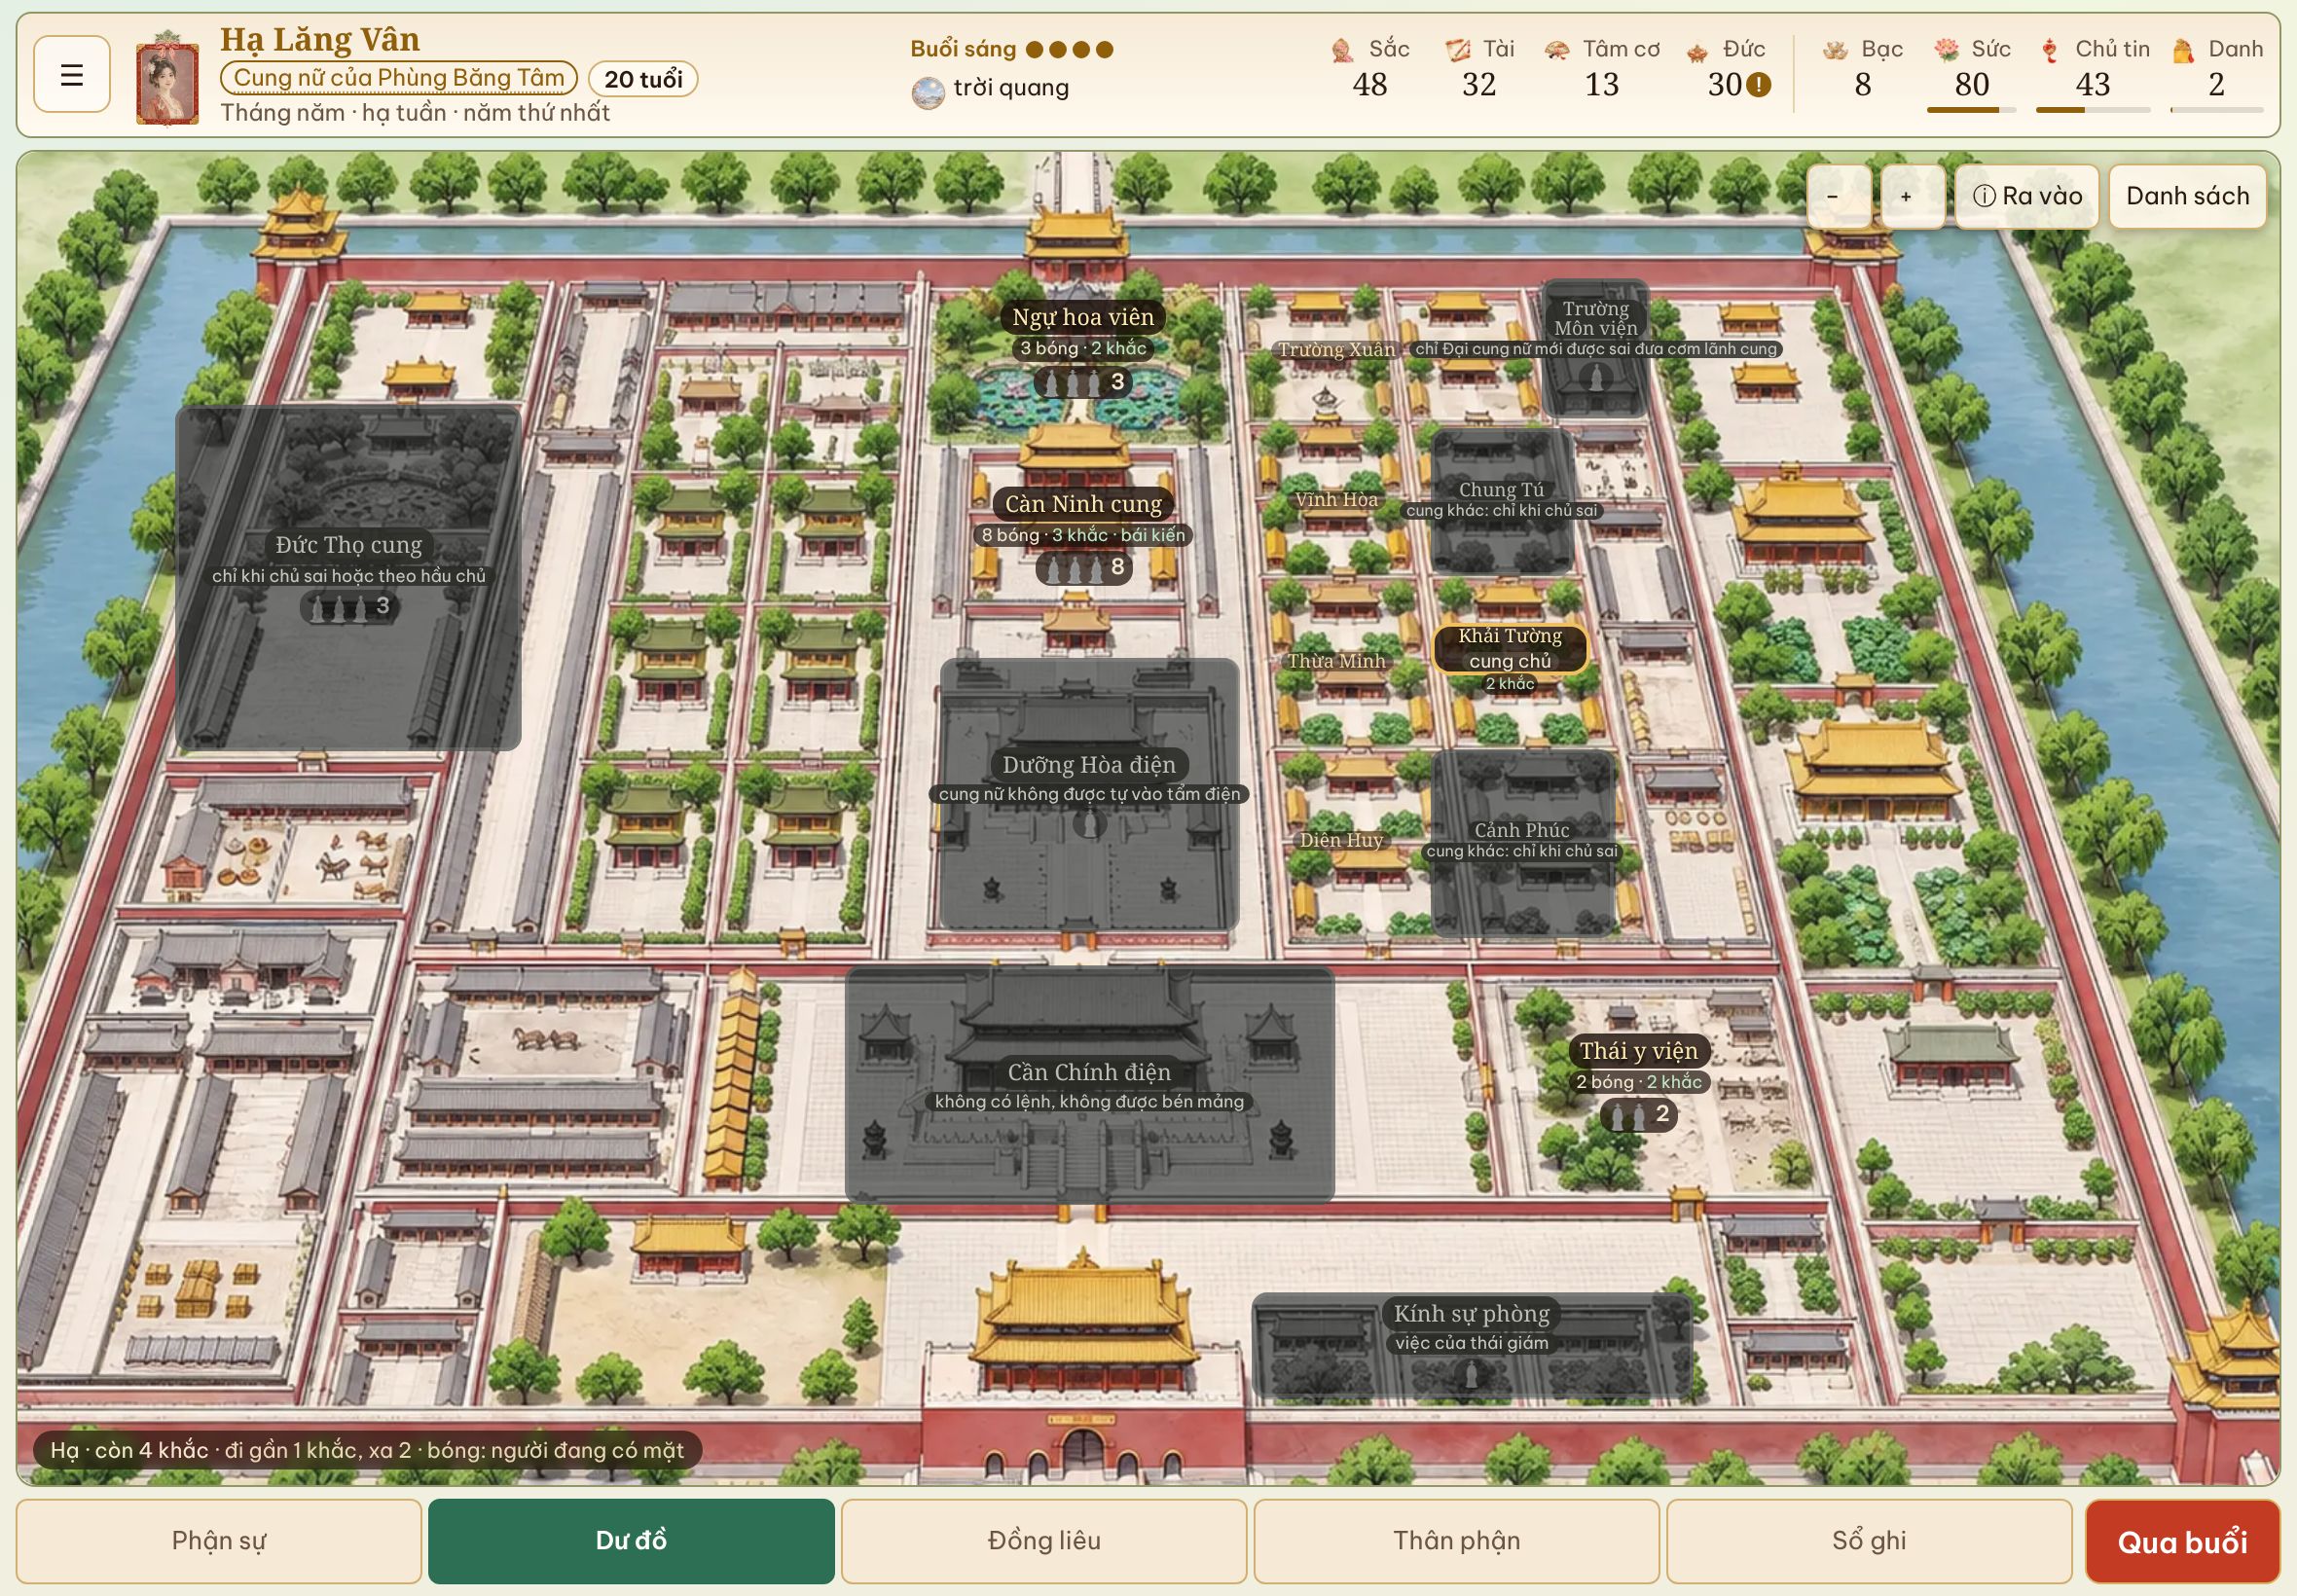 ☰
Hạ Lăng Vân
Cung nữ của Phùng Băng Tâm
20 tuổi
Tháng năm · hạ tuần · năm thứ nhất
Buổi sáng
trời quang
Sắc
48
Tài
32
Tâm cơ
13
Đức
30 !
Bạc
8
Sức
80
Chủ tin
43
Danh
2
−
+
ⓘ Ra vào
Danh sách
Ngự hoa viên
3 bóng · 2 khắc
3
Trường Xuân
Trường
Môn viện
chỉ Đại cung nữ mới được sai đưa cơm lãnh cung
Càn Ninh cung
8 bóng · 3 khắc · bái kiến
8
Vĩnh Hòa
Chung Tú
cung khác: chỉ khi chủ sai
Đức Thọ cung
chỉ khi chủ sai hoặc theo hầu chủ
3
Thừa Minh
Khải Tường
cung chủ
2 khắc
Dưỡng Hòa điện
cung nữ không được tự vào tẩm điện
Diên Huy
Cảnh Phúc
cung khác: chỉ khi chủ sai
Cần Chính điện
không có lệnh, không được bén mảng
Thái y viện
2 bóng · 2 khắc
2
Kính sự phòng
việc của thái giám
Hạ · còn 4 khắc · đi gần 1 khắc, xa 2 · bóng: người đang có mặt
Phận sự
Dư đồ
Đồng liêu
Thân phận
Sổ ghi
Qua buổi